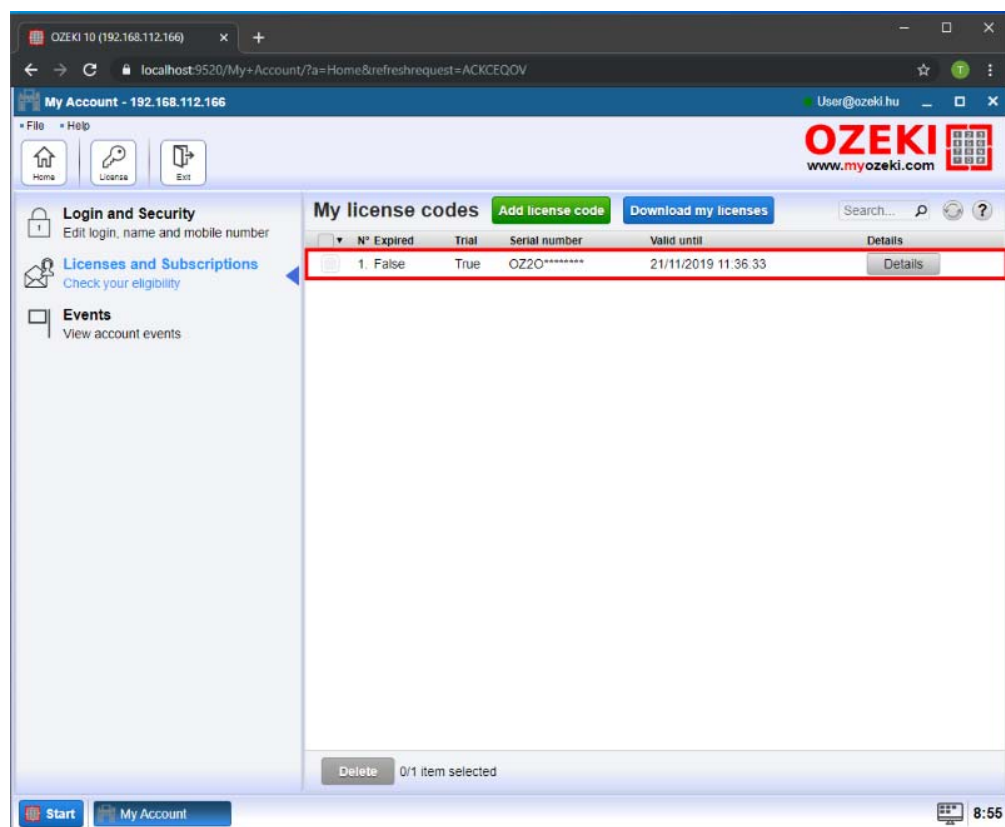 OZEKI 10 (192.168.112.166)
localhost:9520/My+Account/?a=Home&refreshrequest=ACKCEQOV
T
My Account - 192.168.112.166
User@ozeki.hu
File Help
Home
License
Exit
OZEKI
www.myozeki.com
Login and Security
Edit login, name and mobile number
Licenses and Subscriptions
Check your eligibility
Events
View account events
My license codes
Add license code
Download my licenses
Search...
?
N° Expired Trial Serial number Valid until Details
1. False True OZ2O******** 21/11/2019 11:36:33 Details
Delete 0/1 item selected
Start
My Account
8:55